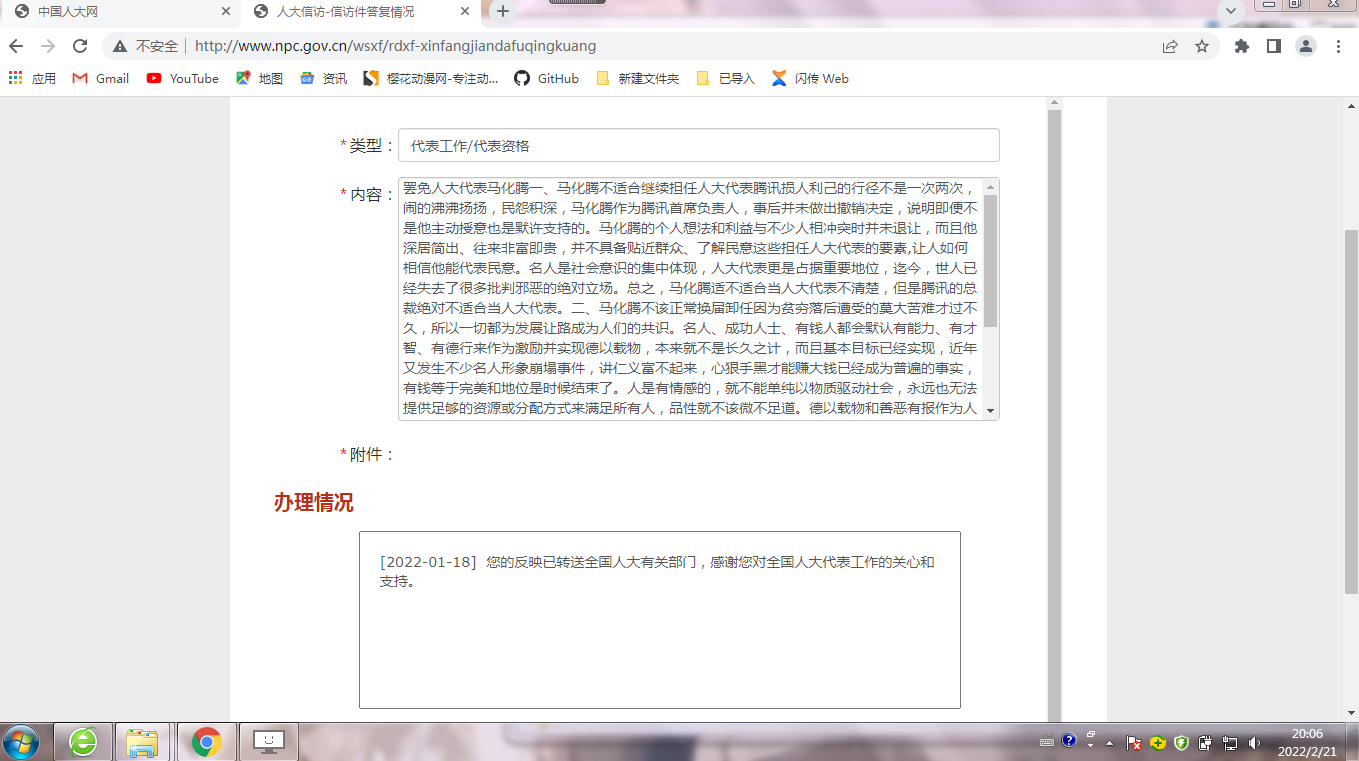 中国人大网
人大信访-信访件答复情况
不安全
http://www.npc.gov.cn/wsxf/rdxf-xinfangjiandafuqingkuang
应用
Gmail
YouTube
地图
资讯
樱花动漫网-专注动...
GitHub
新建文件夹
已导入
闪传 Web
*类型：
代表工作/代表资格
*内容：
罢免人大代表马化腾一、马化腾不适合继续担任人大代表腾讯损人利己的行径不是一次两次，
闹的沸沸扬扬，民怨积深，马化腾作为腾讯首席负责人，事后并未做出撤销决定，说明即便不
是他主动授意也是默许支持的。马化腾的个人想法和利益与不少人相冲突时并未退让，而且他
深居简出、往来非富即贵，并不具备贴近群众、了解民意这些担任人大代表的要素,让人如何
相信他能代表民意。名人是社会意识的集中体现，人大代表更是占据重要地位，迄今，世人已
经失去了很多批判邪恶的绝对立场。总之，马化腾适不适合当人大代表不清楚，但是腾讯的总
裁绝对不适合当人大代表。二、马化腾不该正常换届卸任因为贫穷落后遭受的莫大苦难才过不
久，所以一切都为发展让路成为人们的共识。名人、成功人士、有钱人都会默认有能力、有才
智、有德行来作为激励并实现德以载物，本来就不是长久之计，而且基本目标已经实现，近年
又发生不少名人形象崩塌事件，讲仁义富不起来，心狠手黑才能赚大钱已经成为普遍的事实，
有钱等于完美和地位是时候结束了。人是有情感的，就不能单纯以物质驱动社会，永远也无法
提供足够的资源或分配方式来满足所有人，品性就不该微不足道。德以载物和善恶有报作为人
*附件：
办理情况
[2022-01-18] 您的反映已转送全国人大有关部门，感谢您对全国人大代表工作的关心和
支持。
20:06
2022/2/21